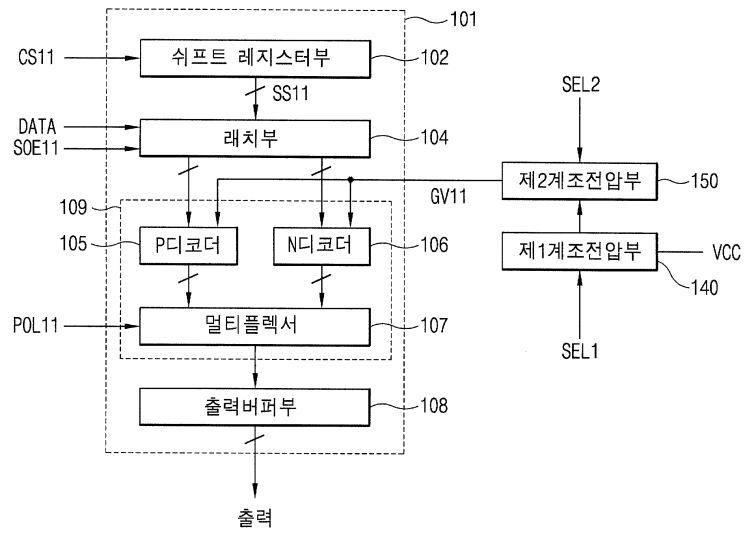 101
CS11
쉬프트 레지스터부
102
SS11
SEL2
DATA
SOE11
래치부
104
GV11
제2계조전압부
150
109
105
P디코더
N디코더
106
제1계조전압부
VCC
140
POL11
멀티플렉서
107
SEL1
출력버퍼부
108
출력